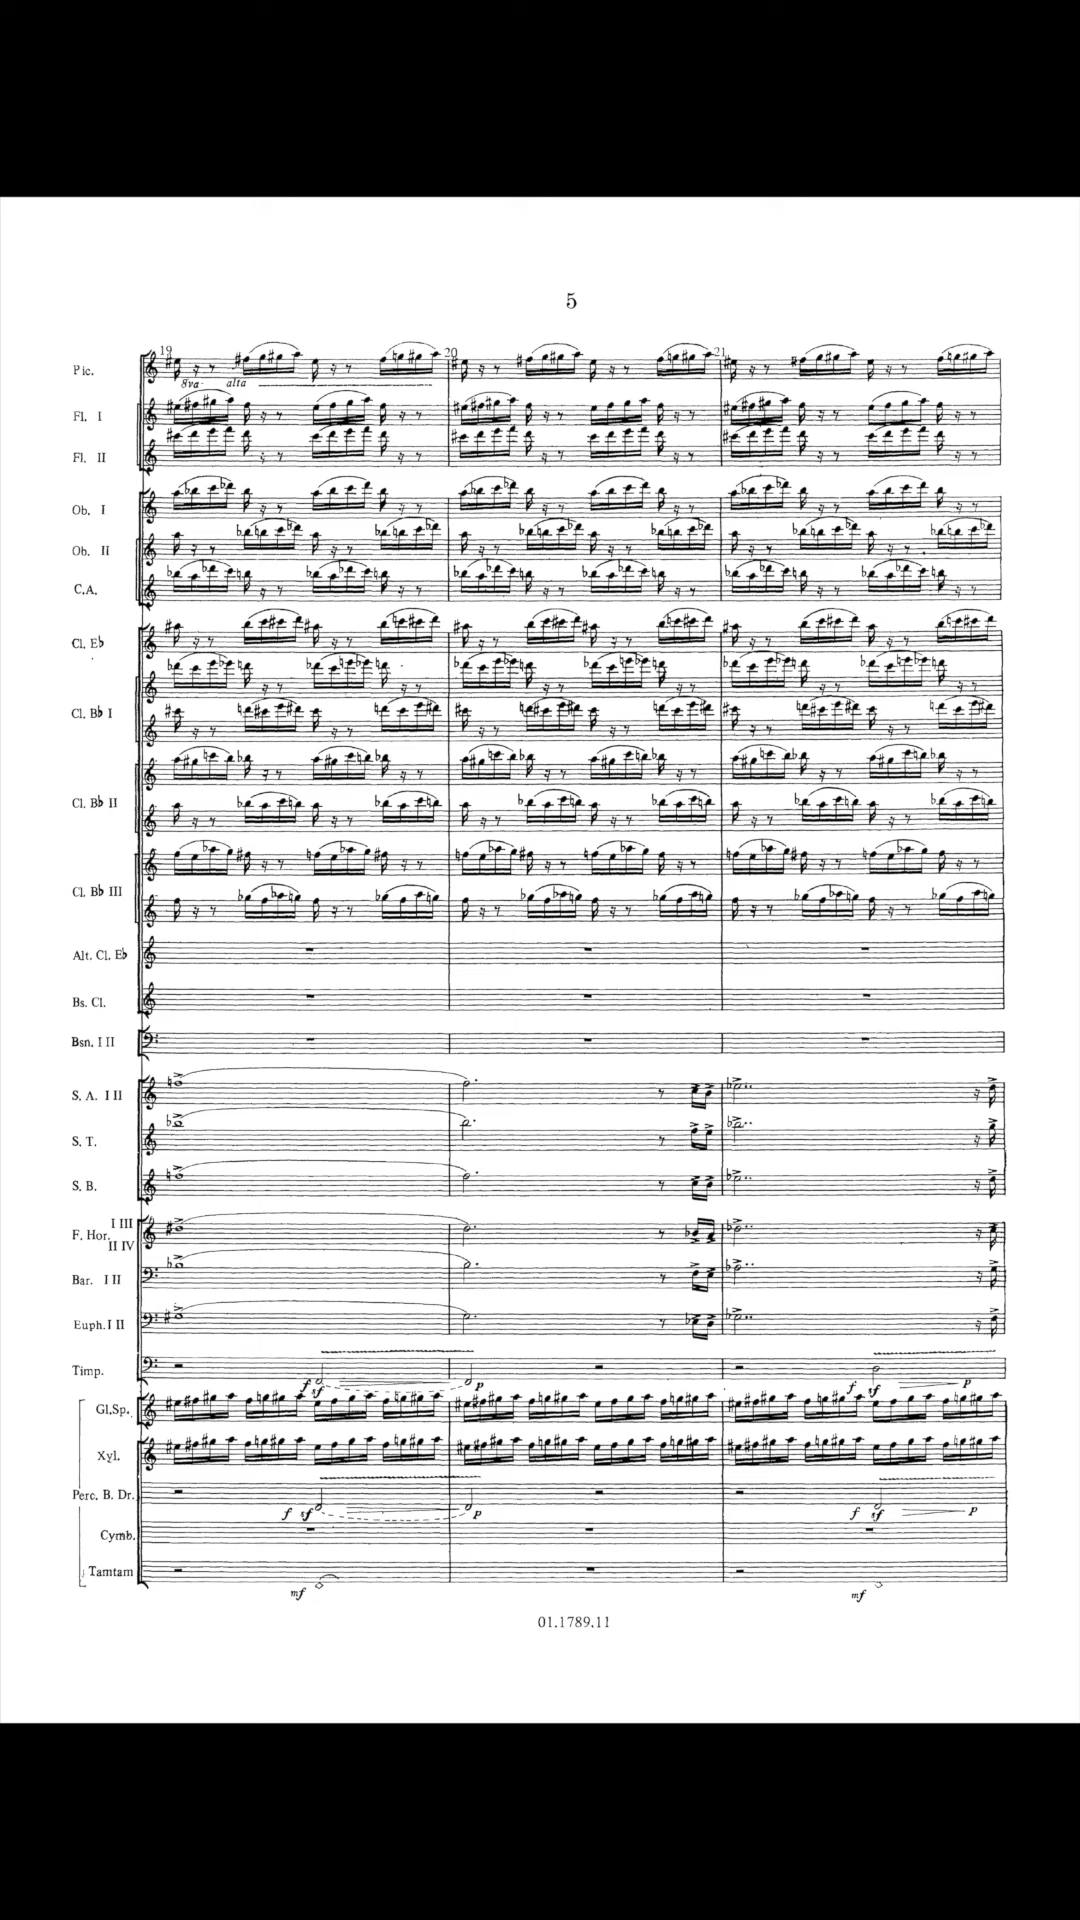 5
19 20 21
Pic.
8va alta
Fl. I
Fl. II
Ob. I
Ob. II
C.A.
Cl. E♭
Cl. B♭ I
Cl. B♭ II
Cl. B♭ III
Alt. Cl. E♭
Bs. Cl.
Bsn. I II
S. A. I II
S. T.
S. B.
I III
F. Hor.
II IV
Bar. I II
Euph. I II
Timp.
f sf p f sf p
Gl.Sp.
Xyl.
Perc. B. Dr.
f sf p f sf p
Cymb.
Tamtam
mf mf
01.1789.11